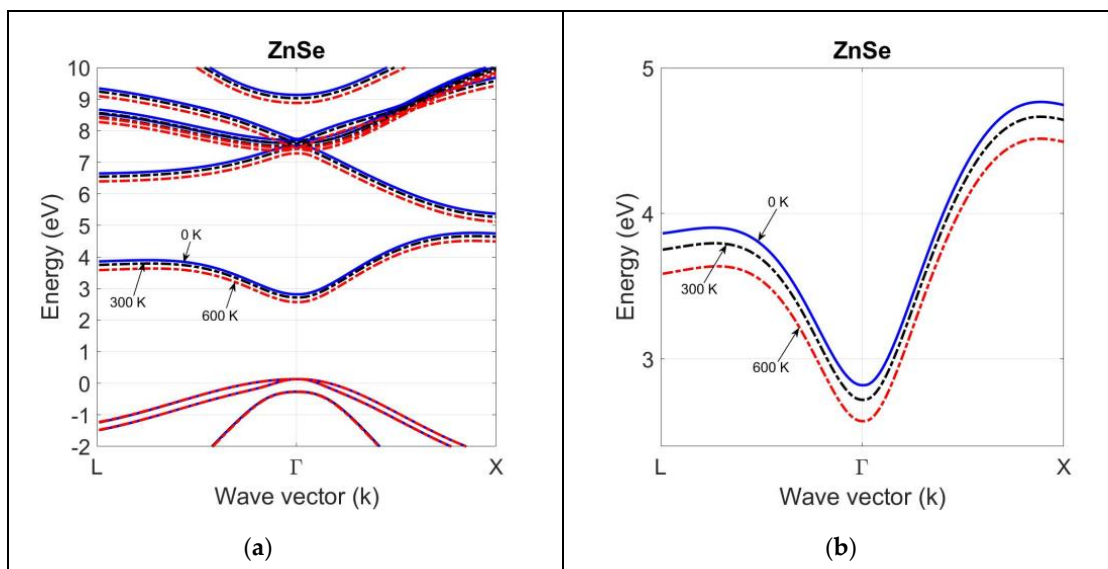 ZnSe
10
9
8
7
6
5
4
3
2
1
0
-1
-2
Energy (eV)
0 K
300 K
600 K
L
Γ
X
Wave vector (k)
(a)
ZnSe
5
4
3
Energy (eV)
0 K
300 K
600 K
L
Γ
X
Wave vector (k)
(b)